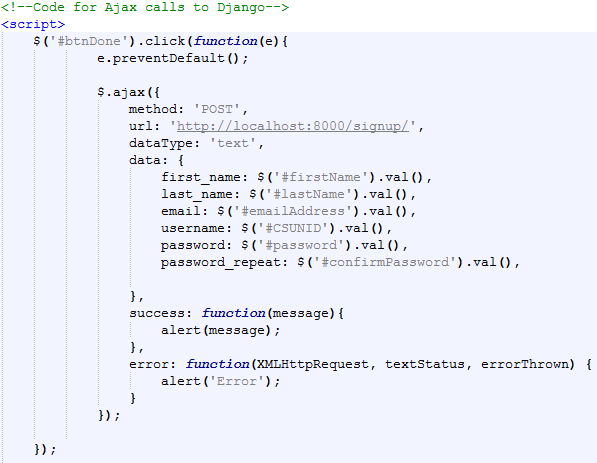 <!--Code for Ajax calls to Django-->
<script>
$('#btnDone').click(function(e){
e.preventDefault();
$.ajax({
method: 'POST',
url: 'http://localhost:8000/signup/',
dataType: 'text',
data: {
first_name: $('#firstName').val(),
last_name: $('#lastName').val(),
email: $('#emailAddress').val(),
username: $('#CSUNID').val(),
password: $('#password').val(),
password_repeat: $('#confirmPassword').val(),
},
success: function(message){
alert(message);
},
error: function(XMLHttpRequest, textStatus, errorThrown) {
alert('Error');
}
});
});